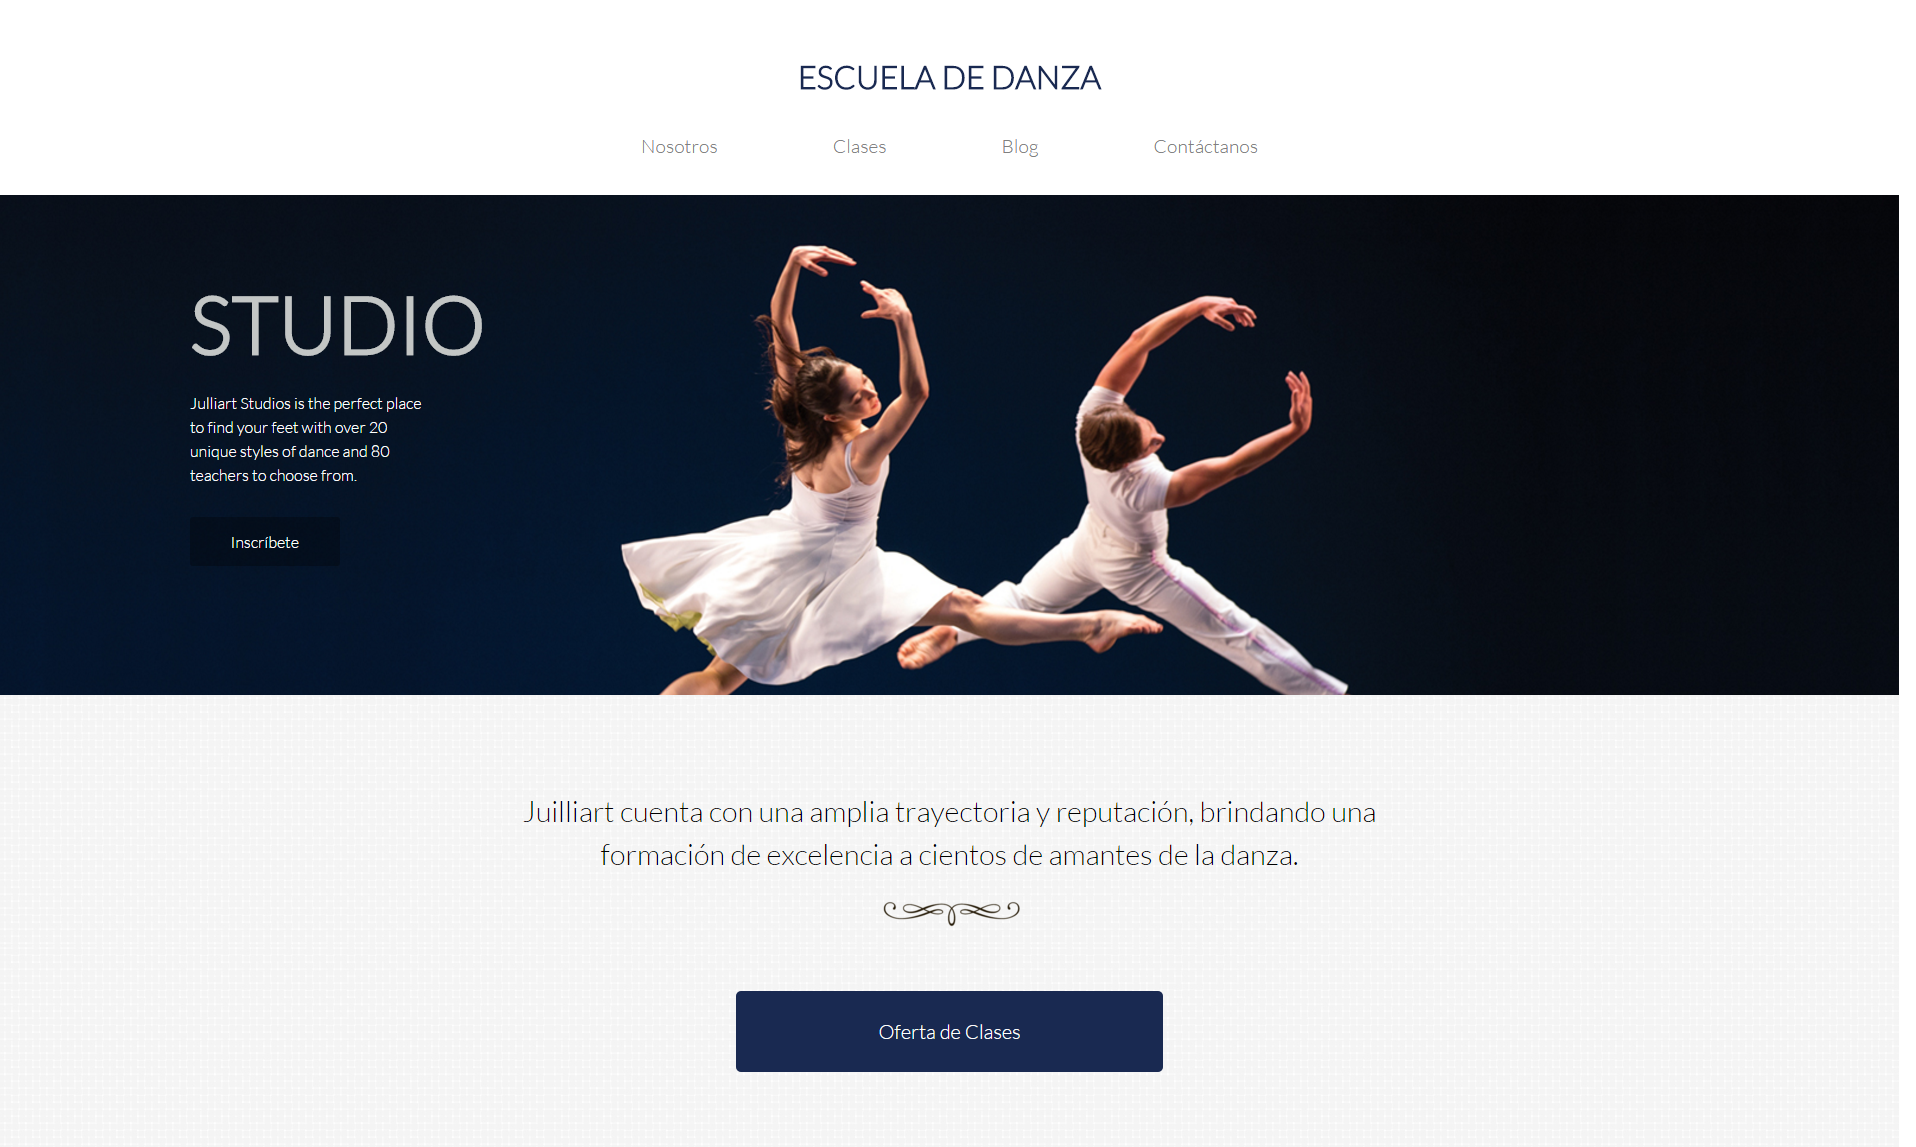 ESCUELA DE DANZA
Nosotros Clases Blog Contáctanos
STUDIO
Julliart Studios is the perfect place
to find your feet with over 20
unique styles of dance and 80
teachers to choose from.
Inscríbete
Juilliart cuenta con una amplia trayectoria y reputación, brindando una
formación de excelencia a cientos de amantes de la danza.
Oferta de Clases